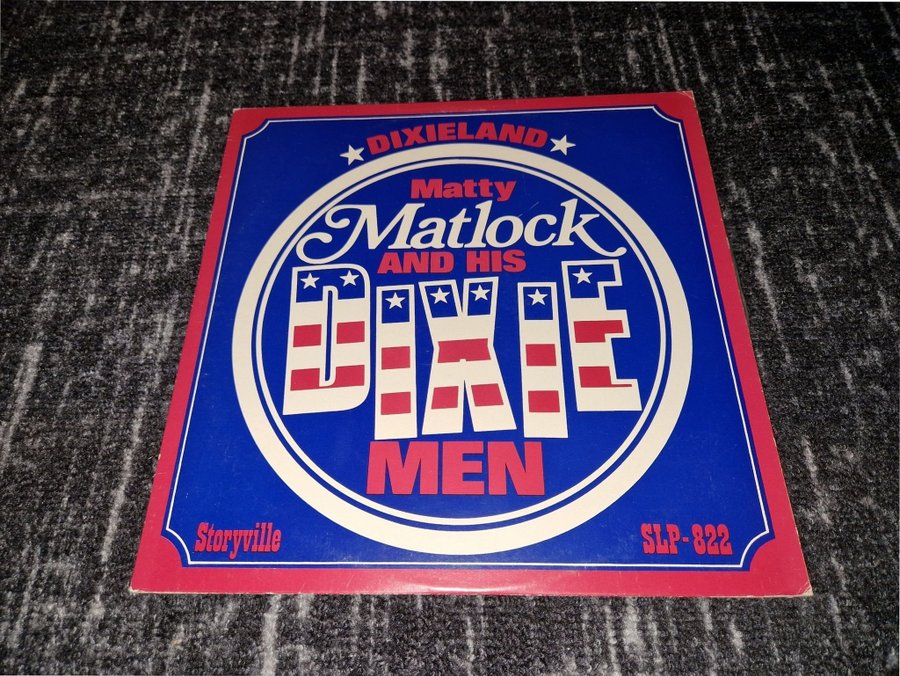 DIXIELAND
Matty
Matlock
AND HIS
DIXIE
MEN
Storyville
SLP-822